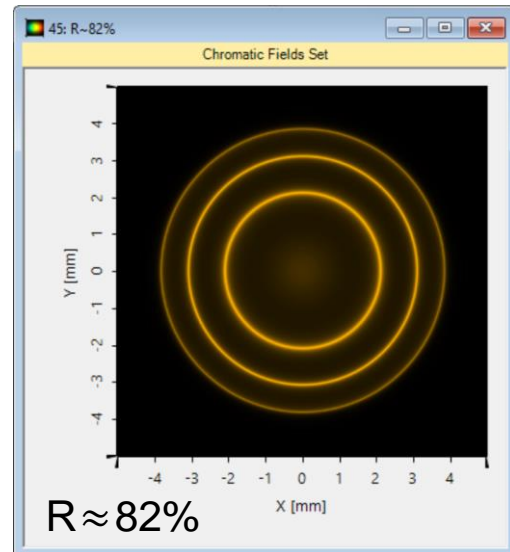 45: R~82%
Chromatic Fields Set
Y [mm]
4
3
2
1
0
-1
-2
-3
-4
-4 -3 -2 -1 0 1 2 3 4
X [mm]
R≈82%